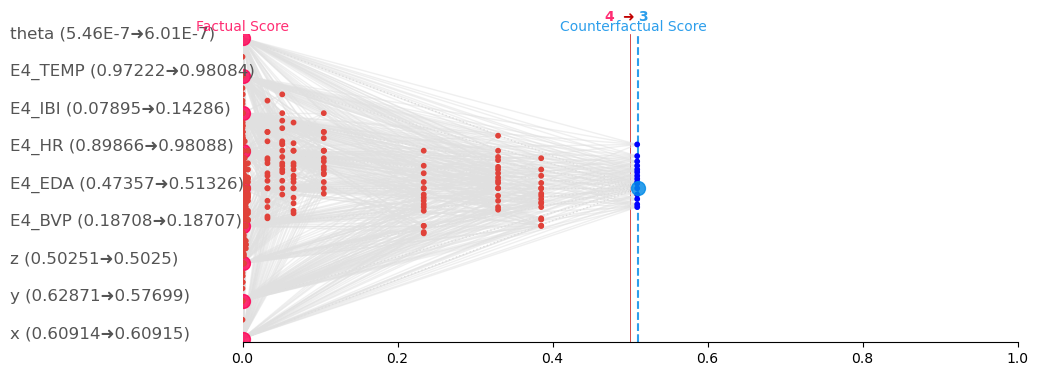 4 ➔ 3
Factual Score
Counterfactual Score
theta (5.46E-7➔6.01E-7)
E4_TEMP (0.97222➔0.98084)
E4_IBI (0.07895➔0.14286)
E4_HR (0.89866➔0.98088)
E4_EDA (0.47357➔0.51326)
E4_BVP (0.18708➔0.18707)
z (0.50251➔0.5025)
y (0.62871➔0.57699)
x (0.60914➔0.60915)
0.0 0.2 0.4 0.6 0.8 1.0